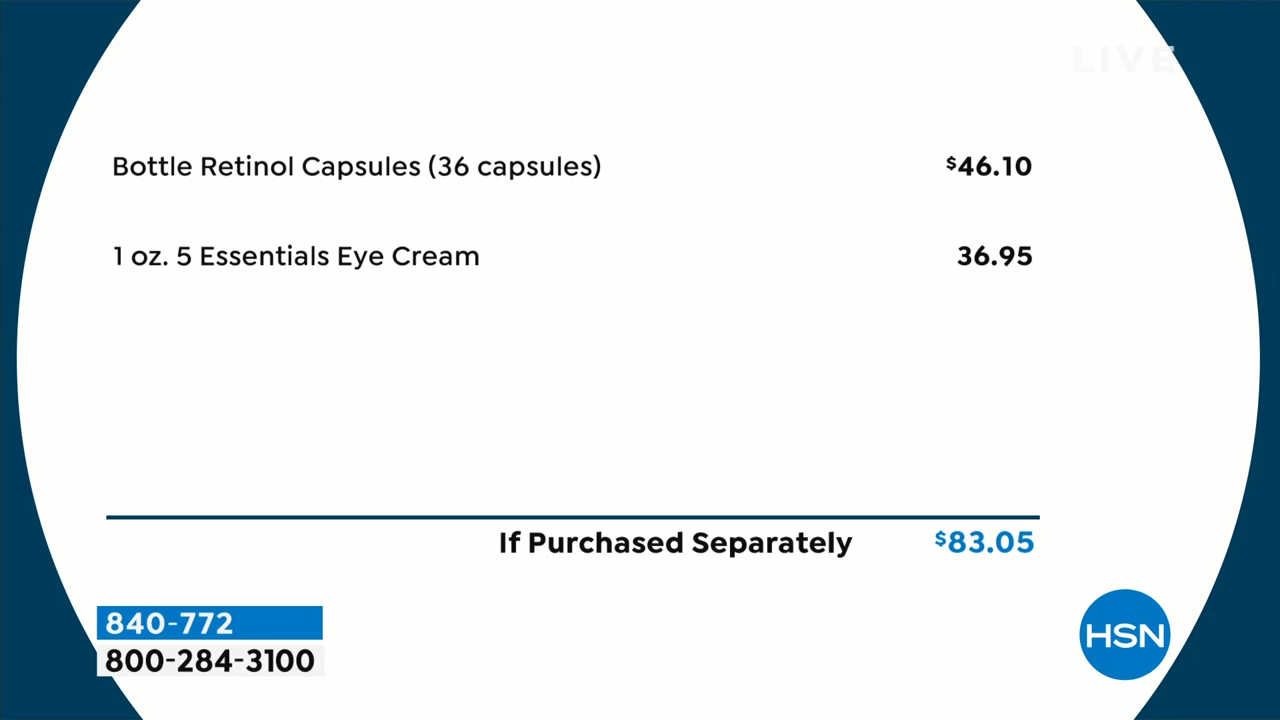 LIVE
Bottle Retinol Capsules (36 capsules) $46.10
1 oz. 5 Essentials Eye Cream 36.95
If Purchased Separately $83.05
840-772
800-284-3100
HSN